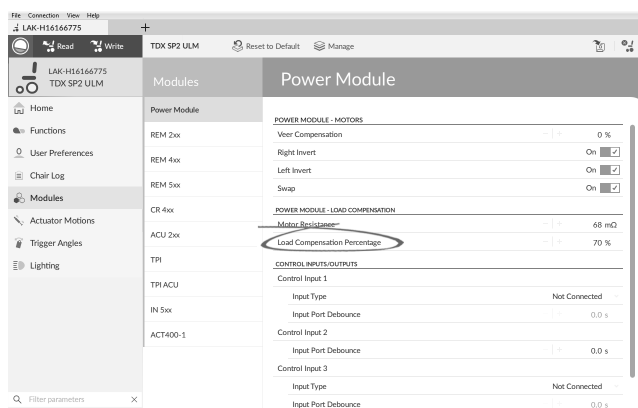 File Connection View Help
LAK-H16166775 +
Read Write TDX SP2 ULM Reset to Default Manage
LAK-H16166775
TDX SP2 ULM
Modules
Power Module
Home
Functions
User Preferences
Chair Log
Modules
Actuator Motions
Trigger Angles
Lighting
Filter parameters
Power Module
REM 2xx
REM 4xx
REM 5xx
CR 4xx
ACU 2xx
TPI
TPI ACU
IN 5xx
ACT400-1
POWER MODULE - MOTORS
Veer Compensation - + 0 %
Right Invert On
Left Invert On
Swap On
POWER MODULE - LOAD COMPENSATION
Motor Resistance - + 68 mΩ
Load Compensation Percentage - + 70 %
CONTROL INPUTS/OUTPUTS
Control Input 1
Input Type Not Connected
Input Port Debounce 0.0 s
Control Input 2
Input Port Debounce + 0.0 s
Control Input 3
Input Type Not Connected
Input Port Debounce 0.0 s